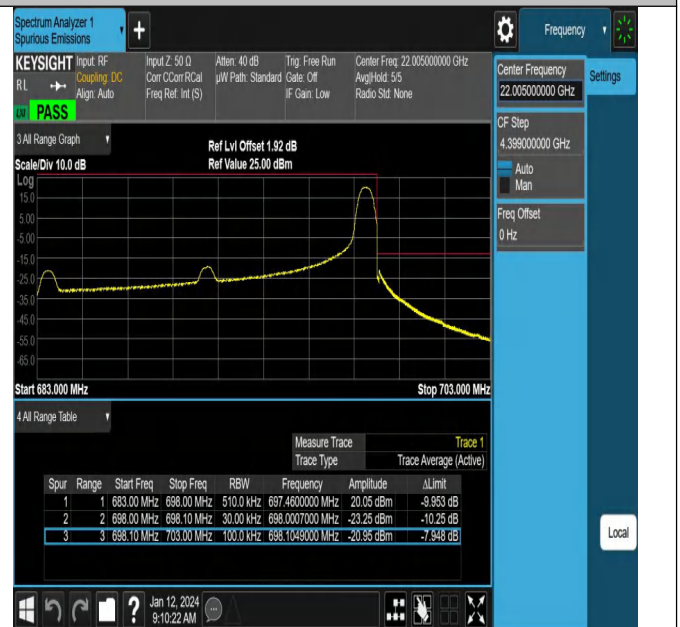 Spectrum Analyzer 1
Spurious Emissions
Frequency
KEYSIGHT Input: RF Input Z: 50 Ω Atten: 40 dB Trig: Free Run Center Freq: 22.005000000 GHz
RL Coupling: DC Corr CCorr RCal µW Path: Standard Gate: Off Avg|Hold: 5/5
Align: Auto Freq Ref: Int (S) IF Gain: Low Radio Std: None
PASS
Center Frequency
22.005000000 GHz
Settings
CF Step
4.399000000 GHz
Auto
Man
Freq Offset
0 Hz
3 All Range Graph
Ref Lvl Offset 1.92 dB
Scale/Div 10.0 dB Ref Value 25.00 dBm
Log
15.0
5.00
-5.00
-15.0
-25.0
-35.0
-45.0
-55.0
-65.0
Start 683.000 MHz Stop 703.000 MHz
4 All Range Table
Measure Trace Trace 1
Trace Type Trace Average (Active)
Spur Range Start Freq Stop Freq RBW Frequency Amplitude ΔLimit
1 1 683.00 MHz 698.00 MHz 510.0 kHz 697.4600000 MHz 20.05 dBm -9.953 dB
2 2 698.00 MHz 698.10 MHz 30.00 kHz 698.0007000 MHz -23.25 dBm -10.25 dB
3 3 698.10 MHz 703.00 MHz 100.0 kHz 698.1049000 MHz -20.95 dBm -7.948 dB
Local
Jan 12, 2024
9:10:22 AM